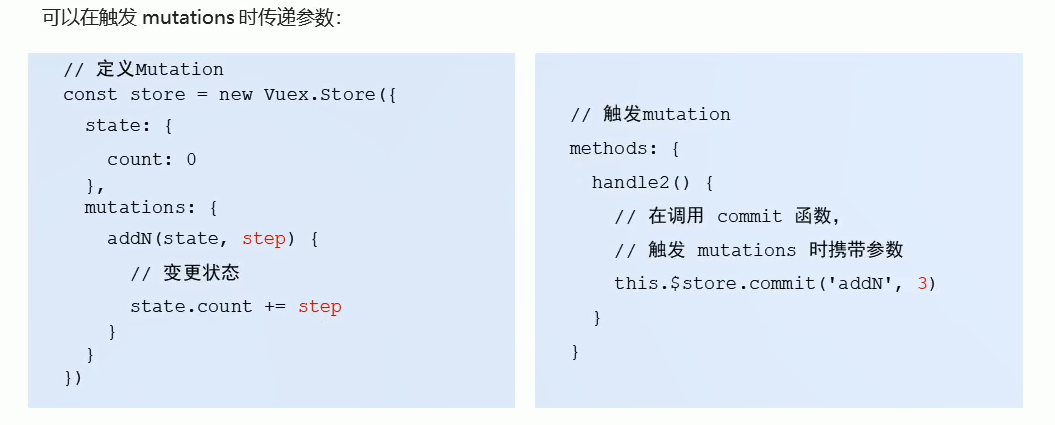 可以在触发 mutations 时传递参数：
// 定义Mutation
const store = new Vuex.Store({
  state: {
    count: 0
  },
  mutations: {
    addN(state, step) {
      // 变更状态
      state.count += step
    }
  }
})
// 触发mutation
methods: {
  handle2() {
    // 在调用 commit 函数，
    // 触发 mutations 时携带参数
    this.$store.commit('addN', 3)
  }
}